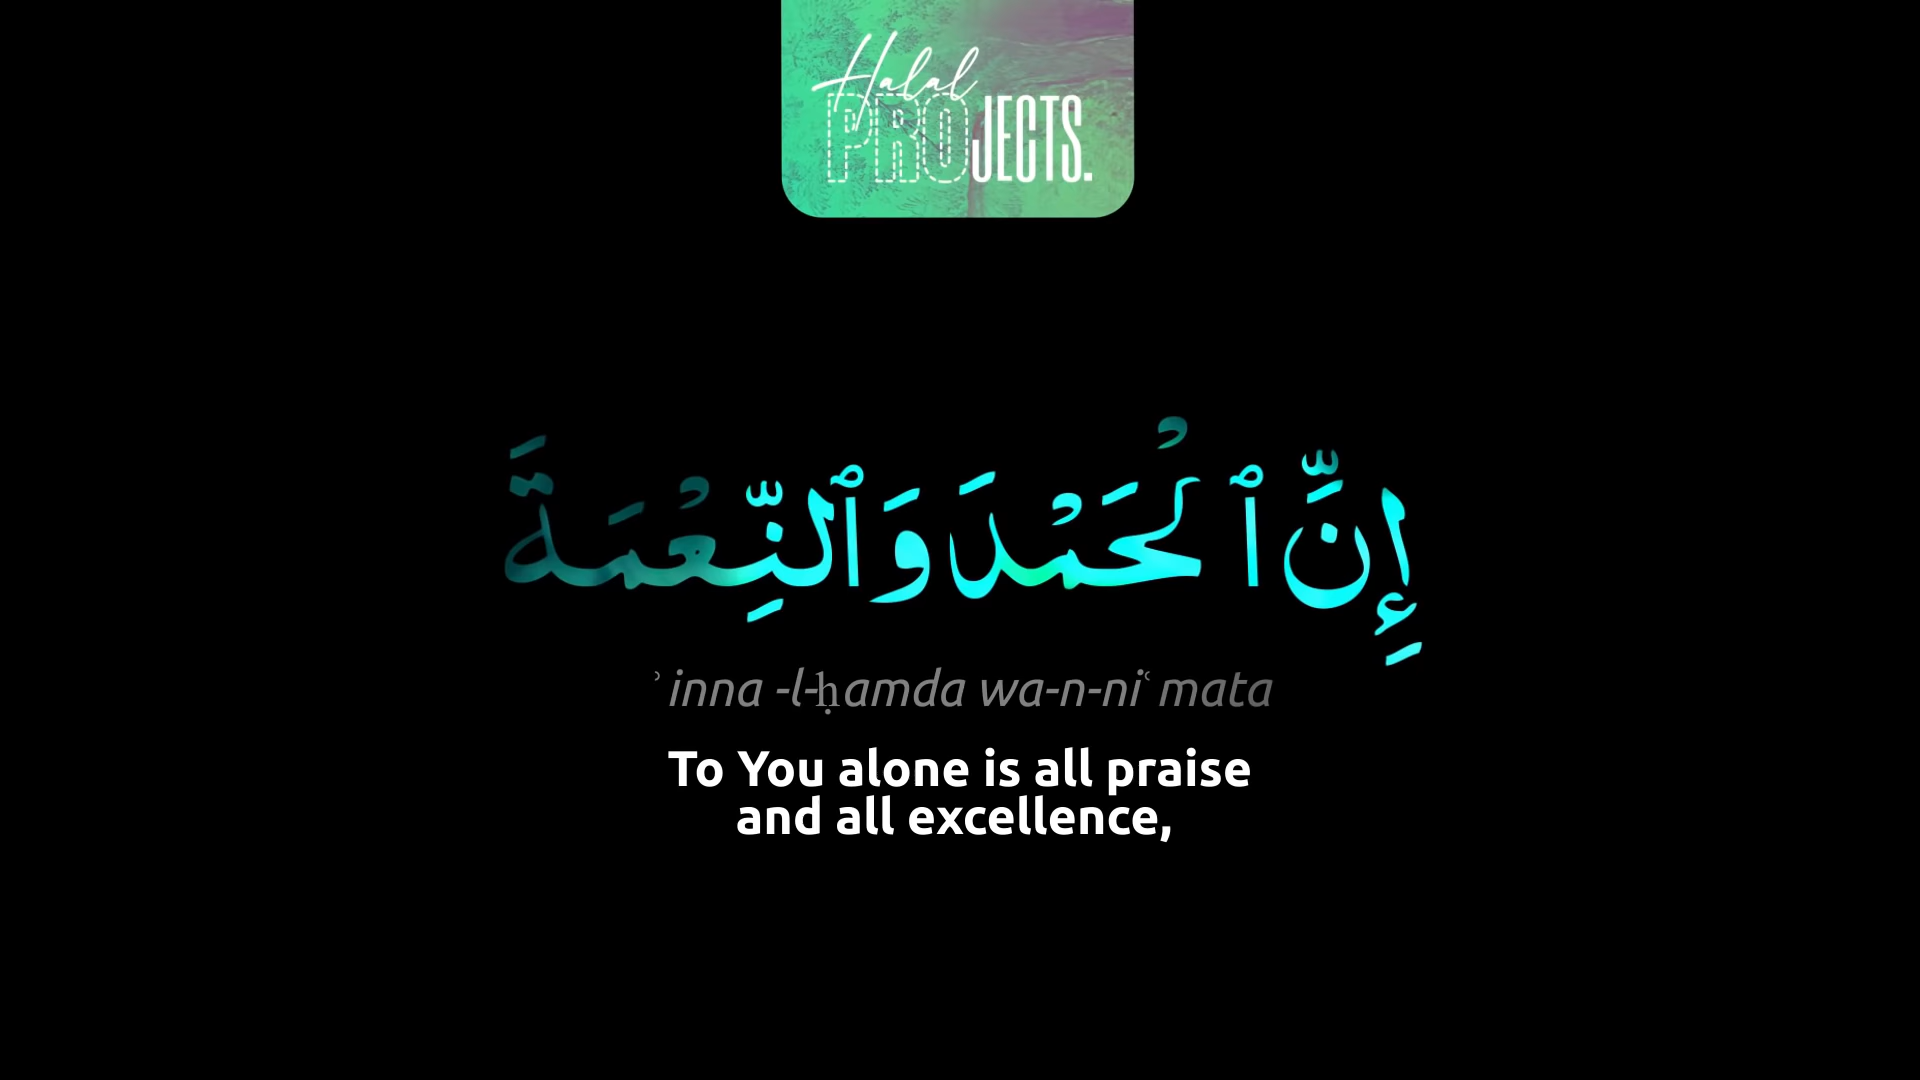 Halal
PROJECTS.
إِنَّ ٱلْحَمْدَ وَٱلنِّعْمَةَ
ʾinna -l-ḥamda wa-n-niʿmata
To You alone is all praise
and all excellence,